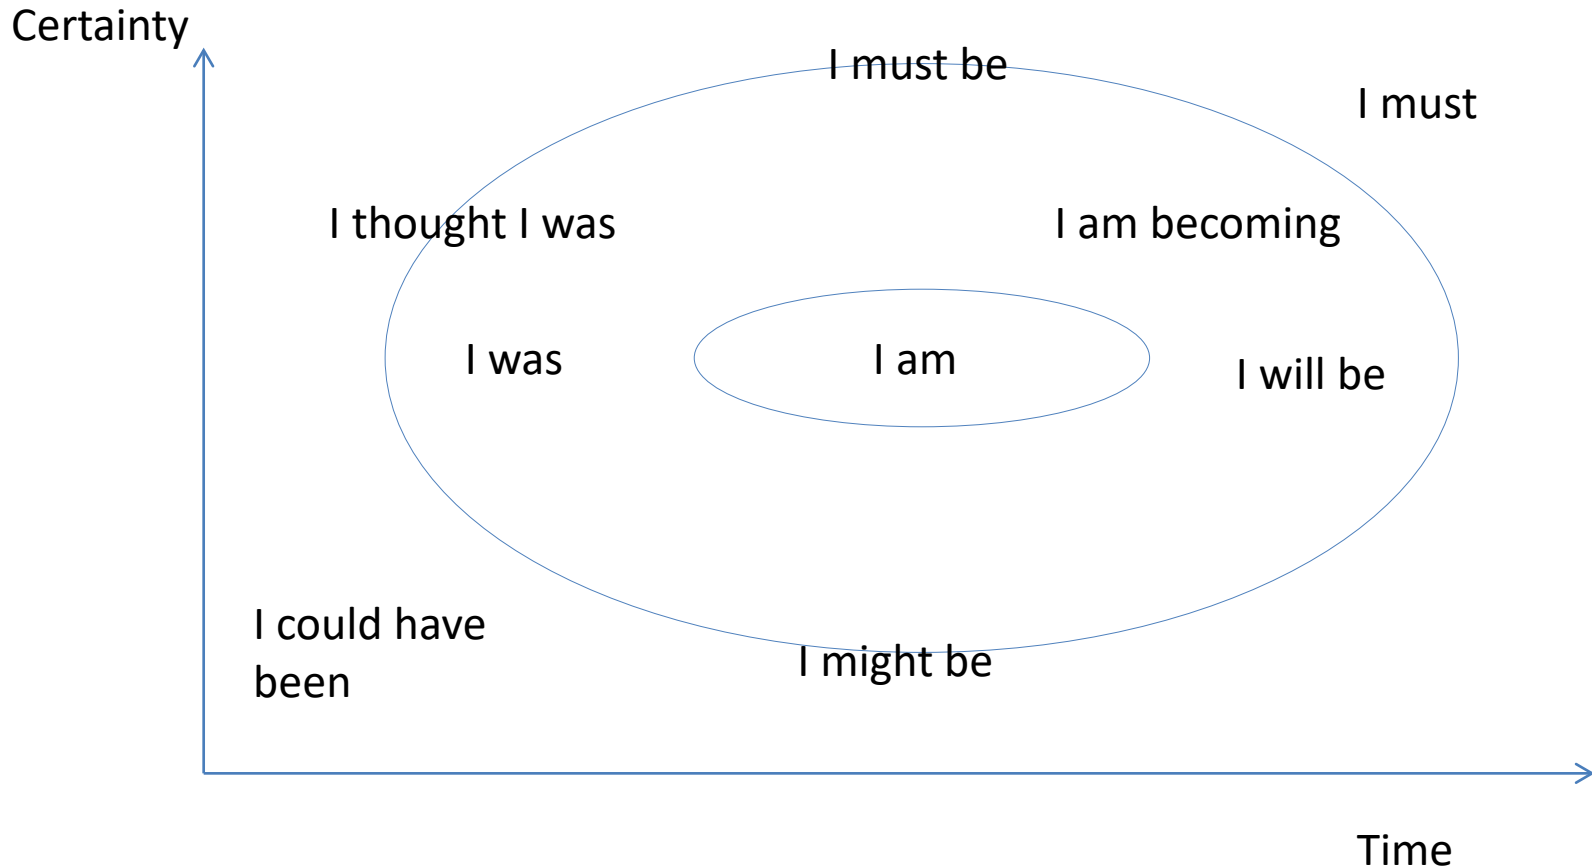 Certainty
I must be
I must
I thought I was
I am becoming
I was
I am
I will be
I could have
been
I might be
Time